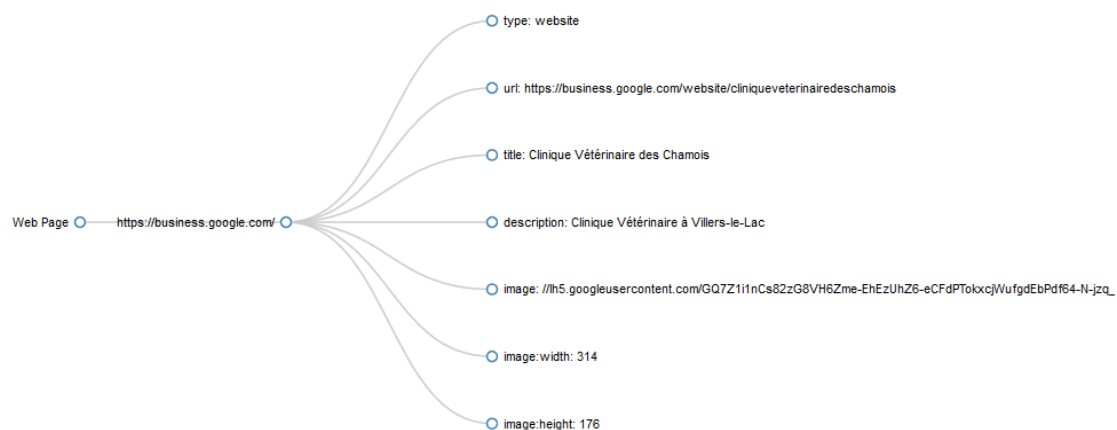 type: website
url: https://business.google.com/website/cliniqueveterinairedeschamois
title: Clinique Vétérinaire des Chamois
Web Page
https://business.google.com/
description: Clinique Vétérinaire à Villers-le-Lac
image: //lh5.googleusercontent.com/GQ7Z1i1nCs82zG8VH6Zme-EhEzUhZ6-eCFdPTokxcjWufgdEbPdf64-N-jzq_
image:width: 314
image:height: 176